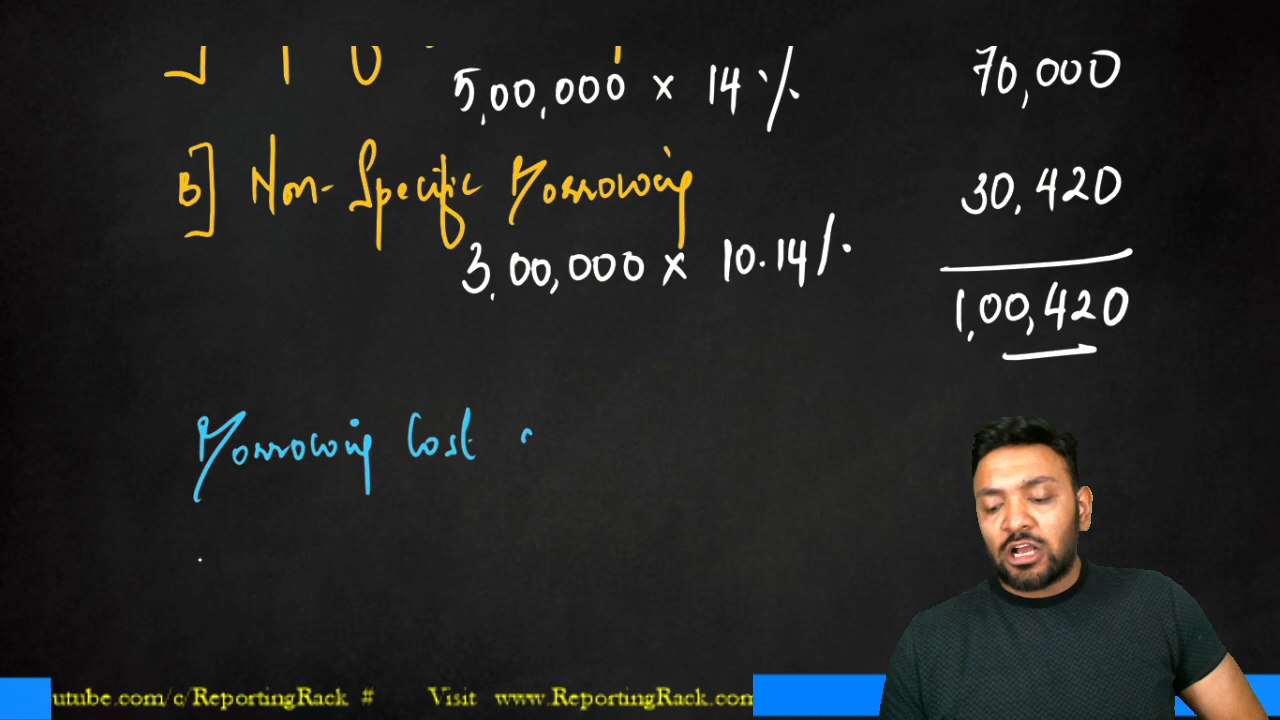 5,00,000 x 14% 70,000
B] Non-Specific Borrowing 30,420
3,00,000 x 10.14%
1,00,420
Borrowing Cost
utube.com/c/ReportingRack # Visit www.ReportingRack.com